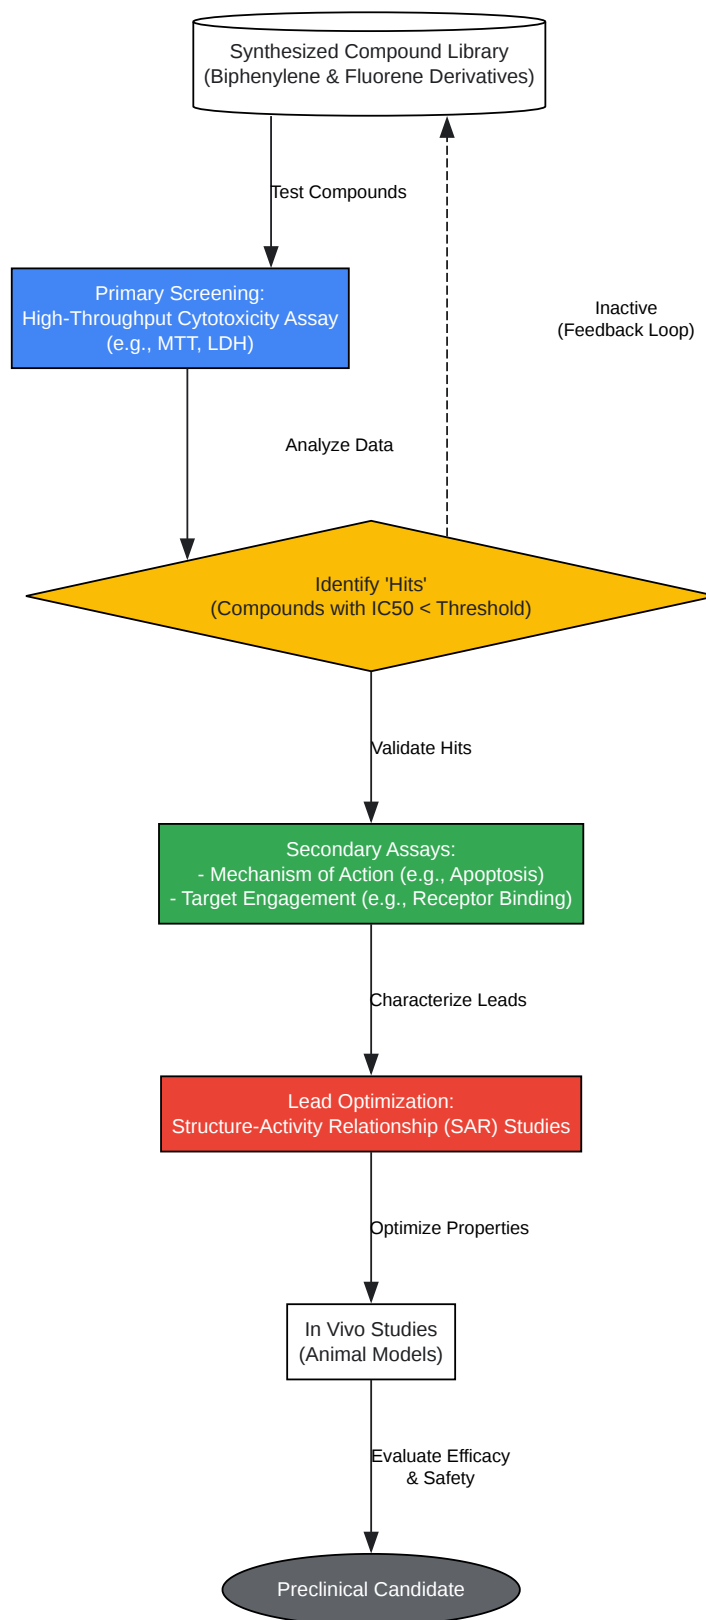 Synthesized Compound Library
(Biphenylene & Fluorene Derivatives)
Test Compounds
Primary Screening:
High-Throughput Cytotoxicity Assay
(e.g., MTT, LDH)
Inactive
(Feedback Loop)
Analyze Data
Identify 'Hits'
(Compounds with IC50 < Threshold)
Validate Hits
Secondary Assays:
- Mechanism of Action (e.g., Apoptosis)
- Target Engagement (e.g., Receptor Binding)
Characterize Leads
Lead Optimization:
Structure-Activity Relationship (SAR) Studies
Optimize Properties
In Vivo Studies
(Animal Models)
Evaluate Efficacy
& Safety
Preclinical Candidate